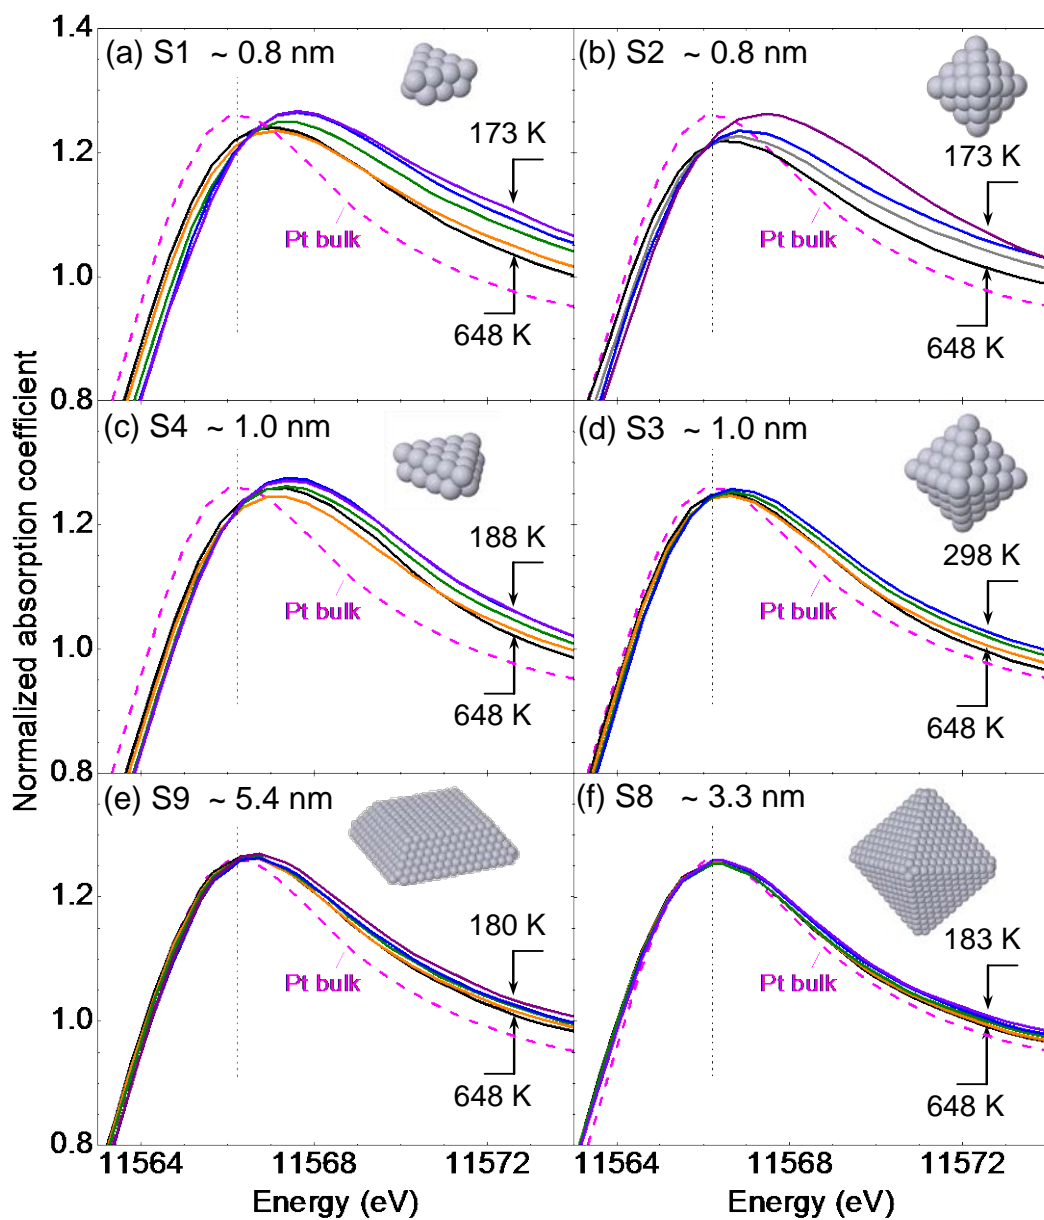 1.4
(a) S1 ~ 0.8 nm
(b) S2 ~ 0.8 nm
173 K
173 K
1.2
Pt bulk
Pt bulk
1.0
648 K
648 K
0.8
(c) S4 ~ 1.0 nm
(d) S3 ~ 1.0 nm
188 K
298 K
1.2
Pt bulk
Pt bulk
1.0
648 K
648 K
0.8
(e) S9 ~ 5.4 nm
(f) S8 ~ 3.3 nm
180 K
183 K
1.2
Pt bulk
Pt bulk
1.0
648 K
648 K
0.8
11564 11568 11572
11564 11568 11572
Energy (eV)
Energy (eV)
Normalized absorption coefficient